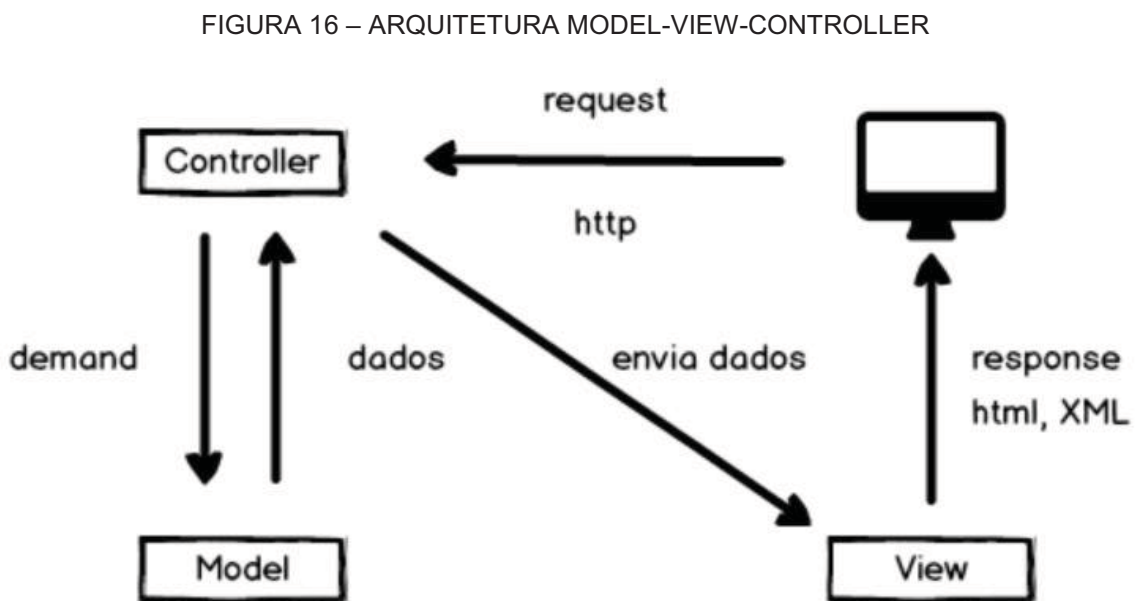 FIGURA 16 – ARQUITETURA MODEL-VIEW-CONTROLLER
request
Controller
http
demand
dados
envia dados
response
html, XML
Model
View